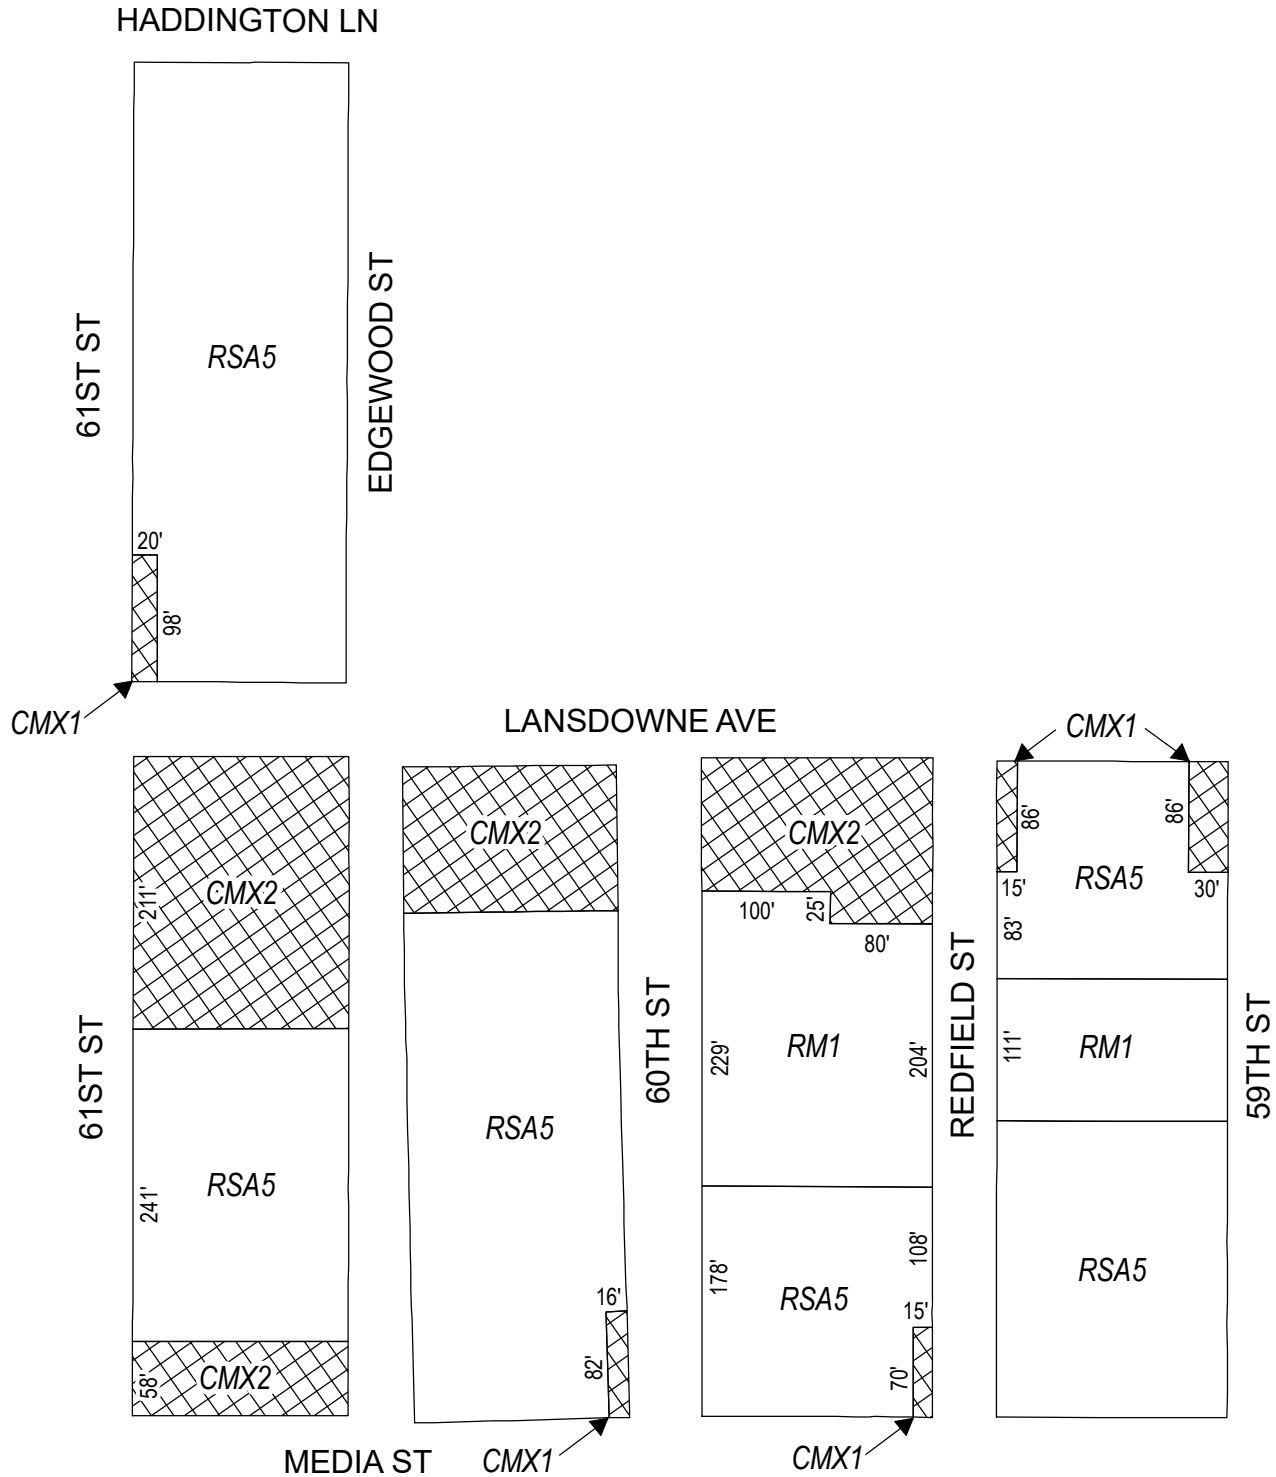 HADDINGTON LN
61ST ST
RSA5
EDGEWOOD ST
20'
98'
CMX1
LANSDOWNE AVE
CMX1
211'
CMX2
61ST ST
241'
RSA5
58'
CMX2
CMX2
RSA5
16'
82'
CMX1
60TH ST
CMX2
100'
25'
80'
229'
RM1
204'
178'
RSA5
108'
15'
70'
CMX1
REDFIELD ST
86'
86'
15'
RSA5
30'
83'
111'
RM1
RSA5
59TH ST
MEDIA ST